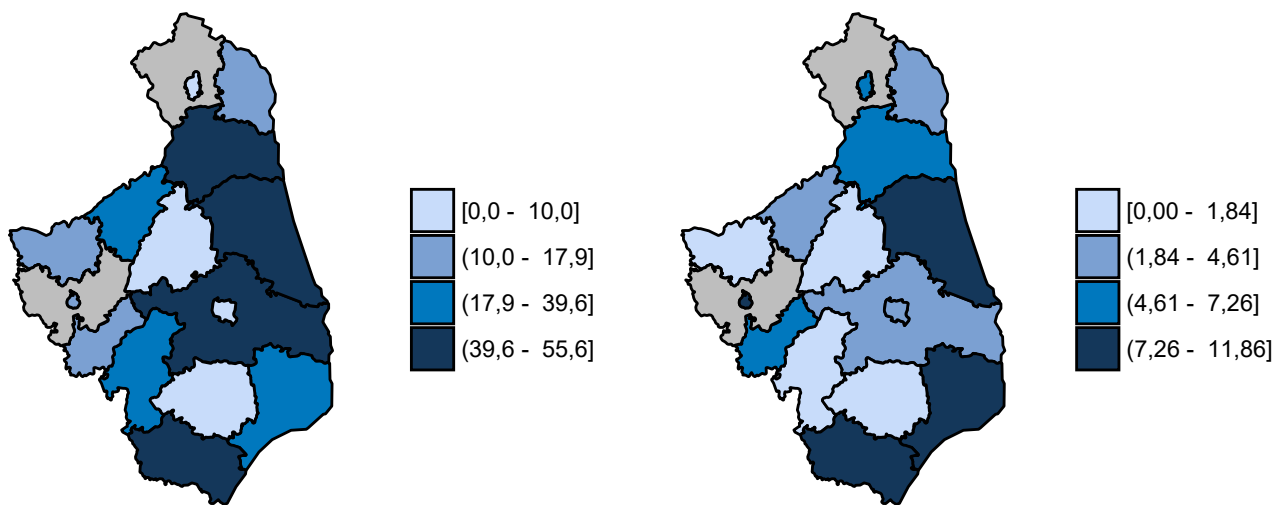 [0,0 - 10,0]
(10,0 - 17,9]
(17,9 - 39,6]
(39,6 - 55,6]
[0,00 - 1,84]
(1,84 - 4,61]
(4,61 - 7,26]
(7,26 - 11,86]